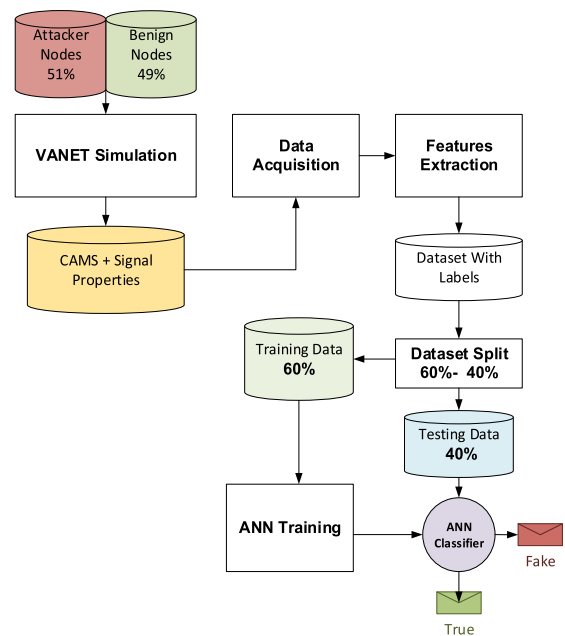 Attacker
Nodes
51%
Benign
Nodes
49%
VANET Simulation
Data
Acquisition
Features
Extraction
CAMS + Signal
Properties
Dataset With
Labels
Training Data
60%
Dataset Split
60%- 40%
Testing Data
40%
ANN Training
ANN
Classifier
Fake
True